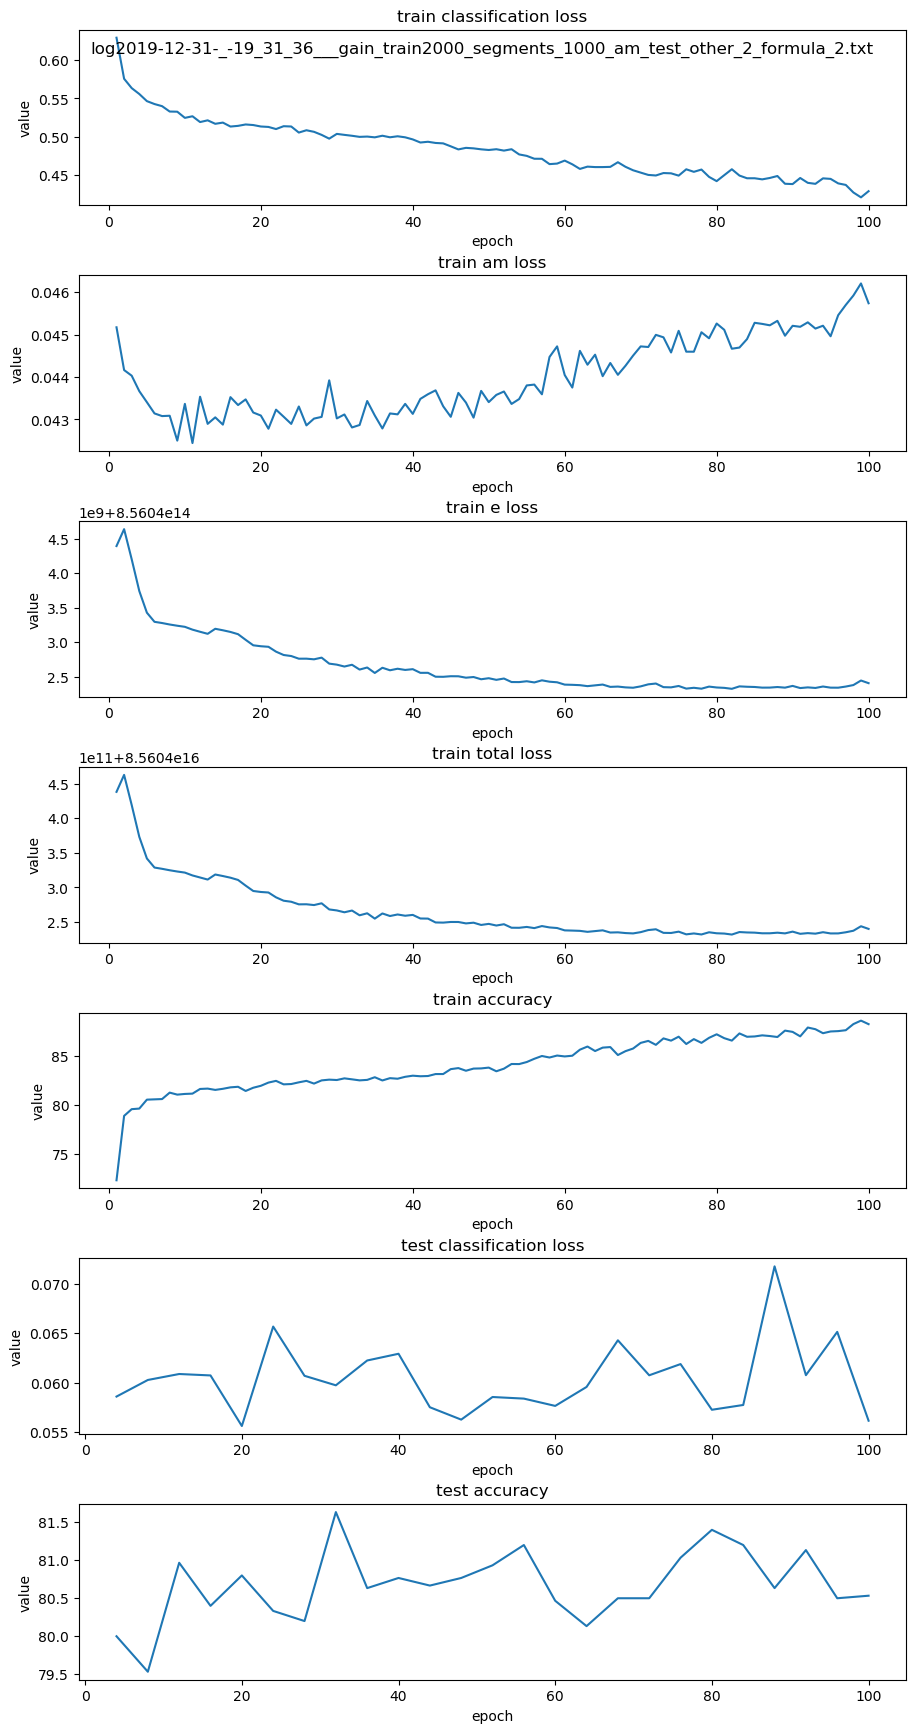 train classification loss
log2019-12-31-_-19_31_36___gain_train2000_segments_1000_am_test_other_2_formula_2.txt
0.60
0.55
0.50
0.45
value
0 20 40 60 80 100
epoch
train am loss
0.046
0.045
0.044
0.043
value
0 20 40 60 80 100
epoch
train e loss
1e9+8.5604e14
4.5
4.0
3.5
3.0
2.5
value
0 20 40 60 80 100
epoch
train total loss
1e11+8.5604e16
4.5
4.0
3.5
3.0
2.5
value
0 20 40 60 80 100
epoch
train accuracy
85
80
75
value
0 20 40 60 80 100
epoch
test classification loss
0.070
0.065
0.060
0.055
value
0 20 40 60 80 100
epoch
test accuracy
81.5
81.0
80.5
80.0
79.5
value
0 20 40 60 80 100
epoch